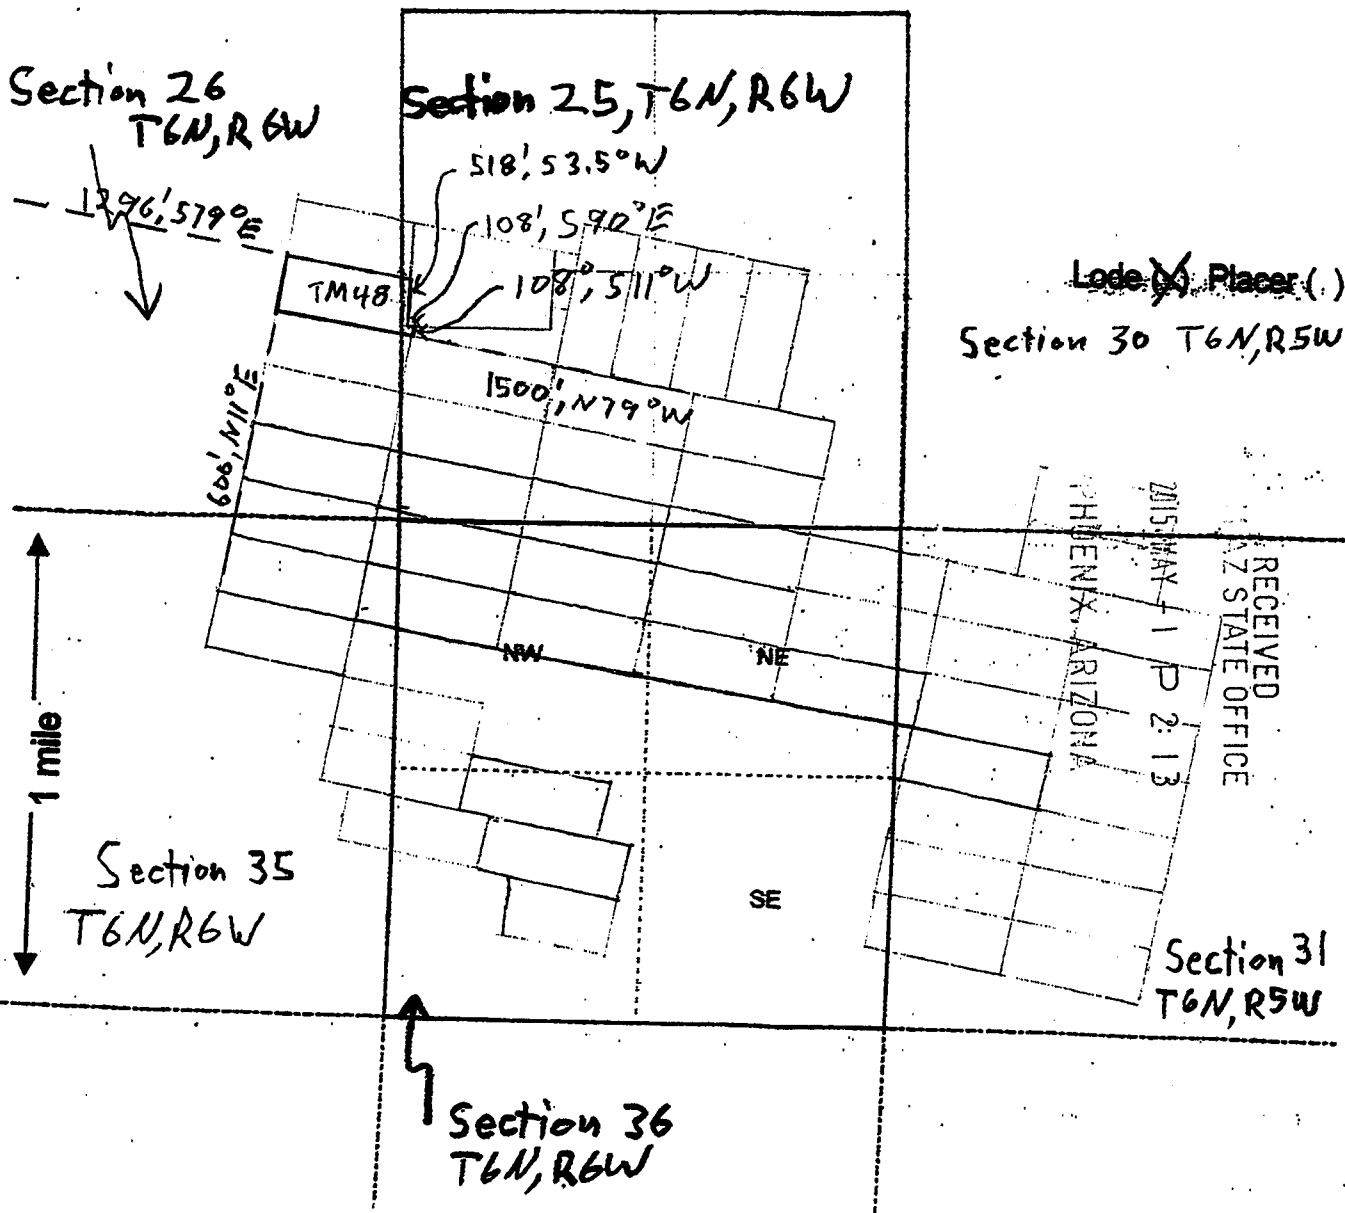 Section 26
T6N, R6W
Section 25, T6N, R6W
518', S3.5°W
1296', S79°E
108', S90°E
TM48
108°, S11°W
Lode (X) Placer ( )
Section 30 T6N, R5W
1500', N79°W
600', N11°E
RECEIVED
AZ STATE OFFICE
2015 MAY -1 P 2:13
PHOENIX, ARIZONA
NW
NE
1 mile
Section 35
T6N, R6W
SE
Section 31
T6N, R5W
Section 36
T6N, R6W